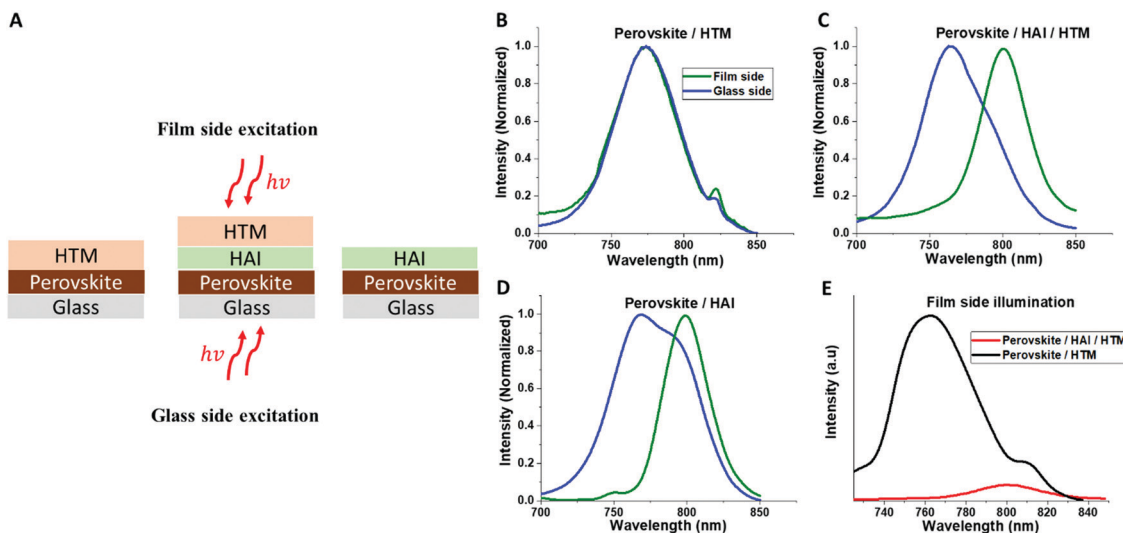 A
Film side excitation
hν
HTM
HTM
HAI
HAI
Perovskite
Perovskite
Perovskite
Glass
Glass
Glass
hν
Glass side excitation
B
Perovskite / HTM
Film side
Glass side
Intensity (Normalized)
1.0
0.8
0.6
0.4
0.2
0.0
700
750
800
850
Wavelength (nm)
C
Perovskite / HAI / HTM
Intensity (Normalized)
1.0
0.8
0.6
0.4
0.2
0.0
700
750
800
850
Wavelength (nm)
D
Perovskite / HAI
Intensity (Normalized)
1.0
0.8
0.6
0.4
0.2
0.0
700
750
800
850
Wavelength (nm)
E
Film side illumination
Perovskite / HAI / HTM
Perovskite / HTM
Intensity (a.u)
740
760
780
800
820
840
Wavelength (nm)